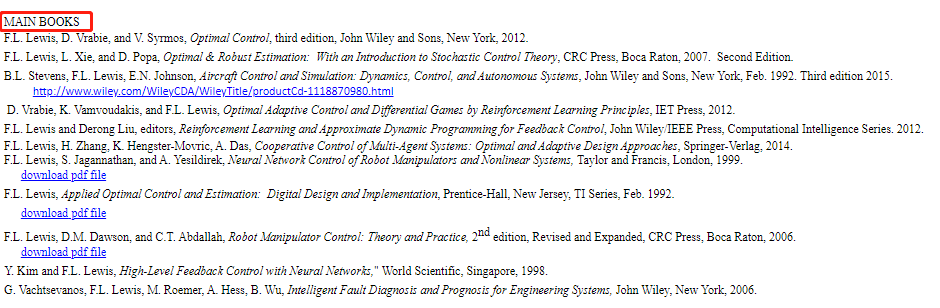 MAIN BOOKS
F.L. Lewis, D. Vrabie, and V. Syrmos, Optimal Control, third edition, John Wiley and Sons, New York, 2012.
F.L. Lewis, L. Xie, and D. Popa, Optimal & Robust Estimation: With an Introduction to Stochastic Control Theory, CRC Press, Boca Raton, 2007. Second Edition.
B.L. Stevens, F.L. Lewis, E.N. Johnson, Aircraft Control and Simulation: Dynamics, Control, and Autonomous Systems, John Wiley and Sons, New York, Feb. 1992. Third edition 2015.
http://www.wiley.com/WileyCDA/WileyTitle/productCd-1118870980.html
D. Vrabie, K. Vamvoudakis, and F.L. Lewis, Optimal Adaptive Control and Differential Games by Reinforcement Learning Principles, IET Press, 2012.
F.L. Lewis and Derong Liu, editors, Reinforcement Learning and Approximate Dynamic Programming for Feedback Control, John Wiley/IEEE Press, Computational Intelligence Series. 2012.
F.L. Lewis, H. Zhang, K. Hengster-Movric, A. Das, Cooperative Control of Multi-Agent Systems: Optimal and Adaptive Design Approaches, Springer-Verlag, 2014.
F.L. Lewis, S. Jagannathan, and A. Yesildirek, Neural Network Control of Robot Manipulators and Nonlinear Systems, Taylor and Francis, London, 1999.
download pdf file
F.L. Lewis, Applied Optimal Control and Estimation: Digital Design and Implementation, Prentice-Hall, New Jersey, TI Series, Feb. 1992.
download pdf file
F.L. Lewis, D.M. Dawson, and C.T. Abdallah, Robot Manipulator Control: Theory and Practice, 2nd edition, Revised and Expanded, CRC Press, Boca Raton, 2006.
download pdf file
Y. Kim and F.L. Lewis, High-Level Feedback Control with Neural Networks," World Scientific, Singapore, 1998.
G. Vachtsevanos, F.L. Lewis, M. Roemer, A. Hess, B. Wu, Intelligent Fault Diagnosis and Prognosis for Engineering Systems, John Wiley, New York, 2006.